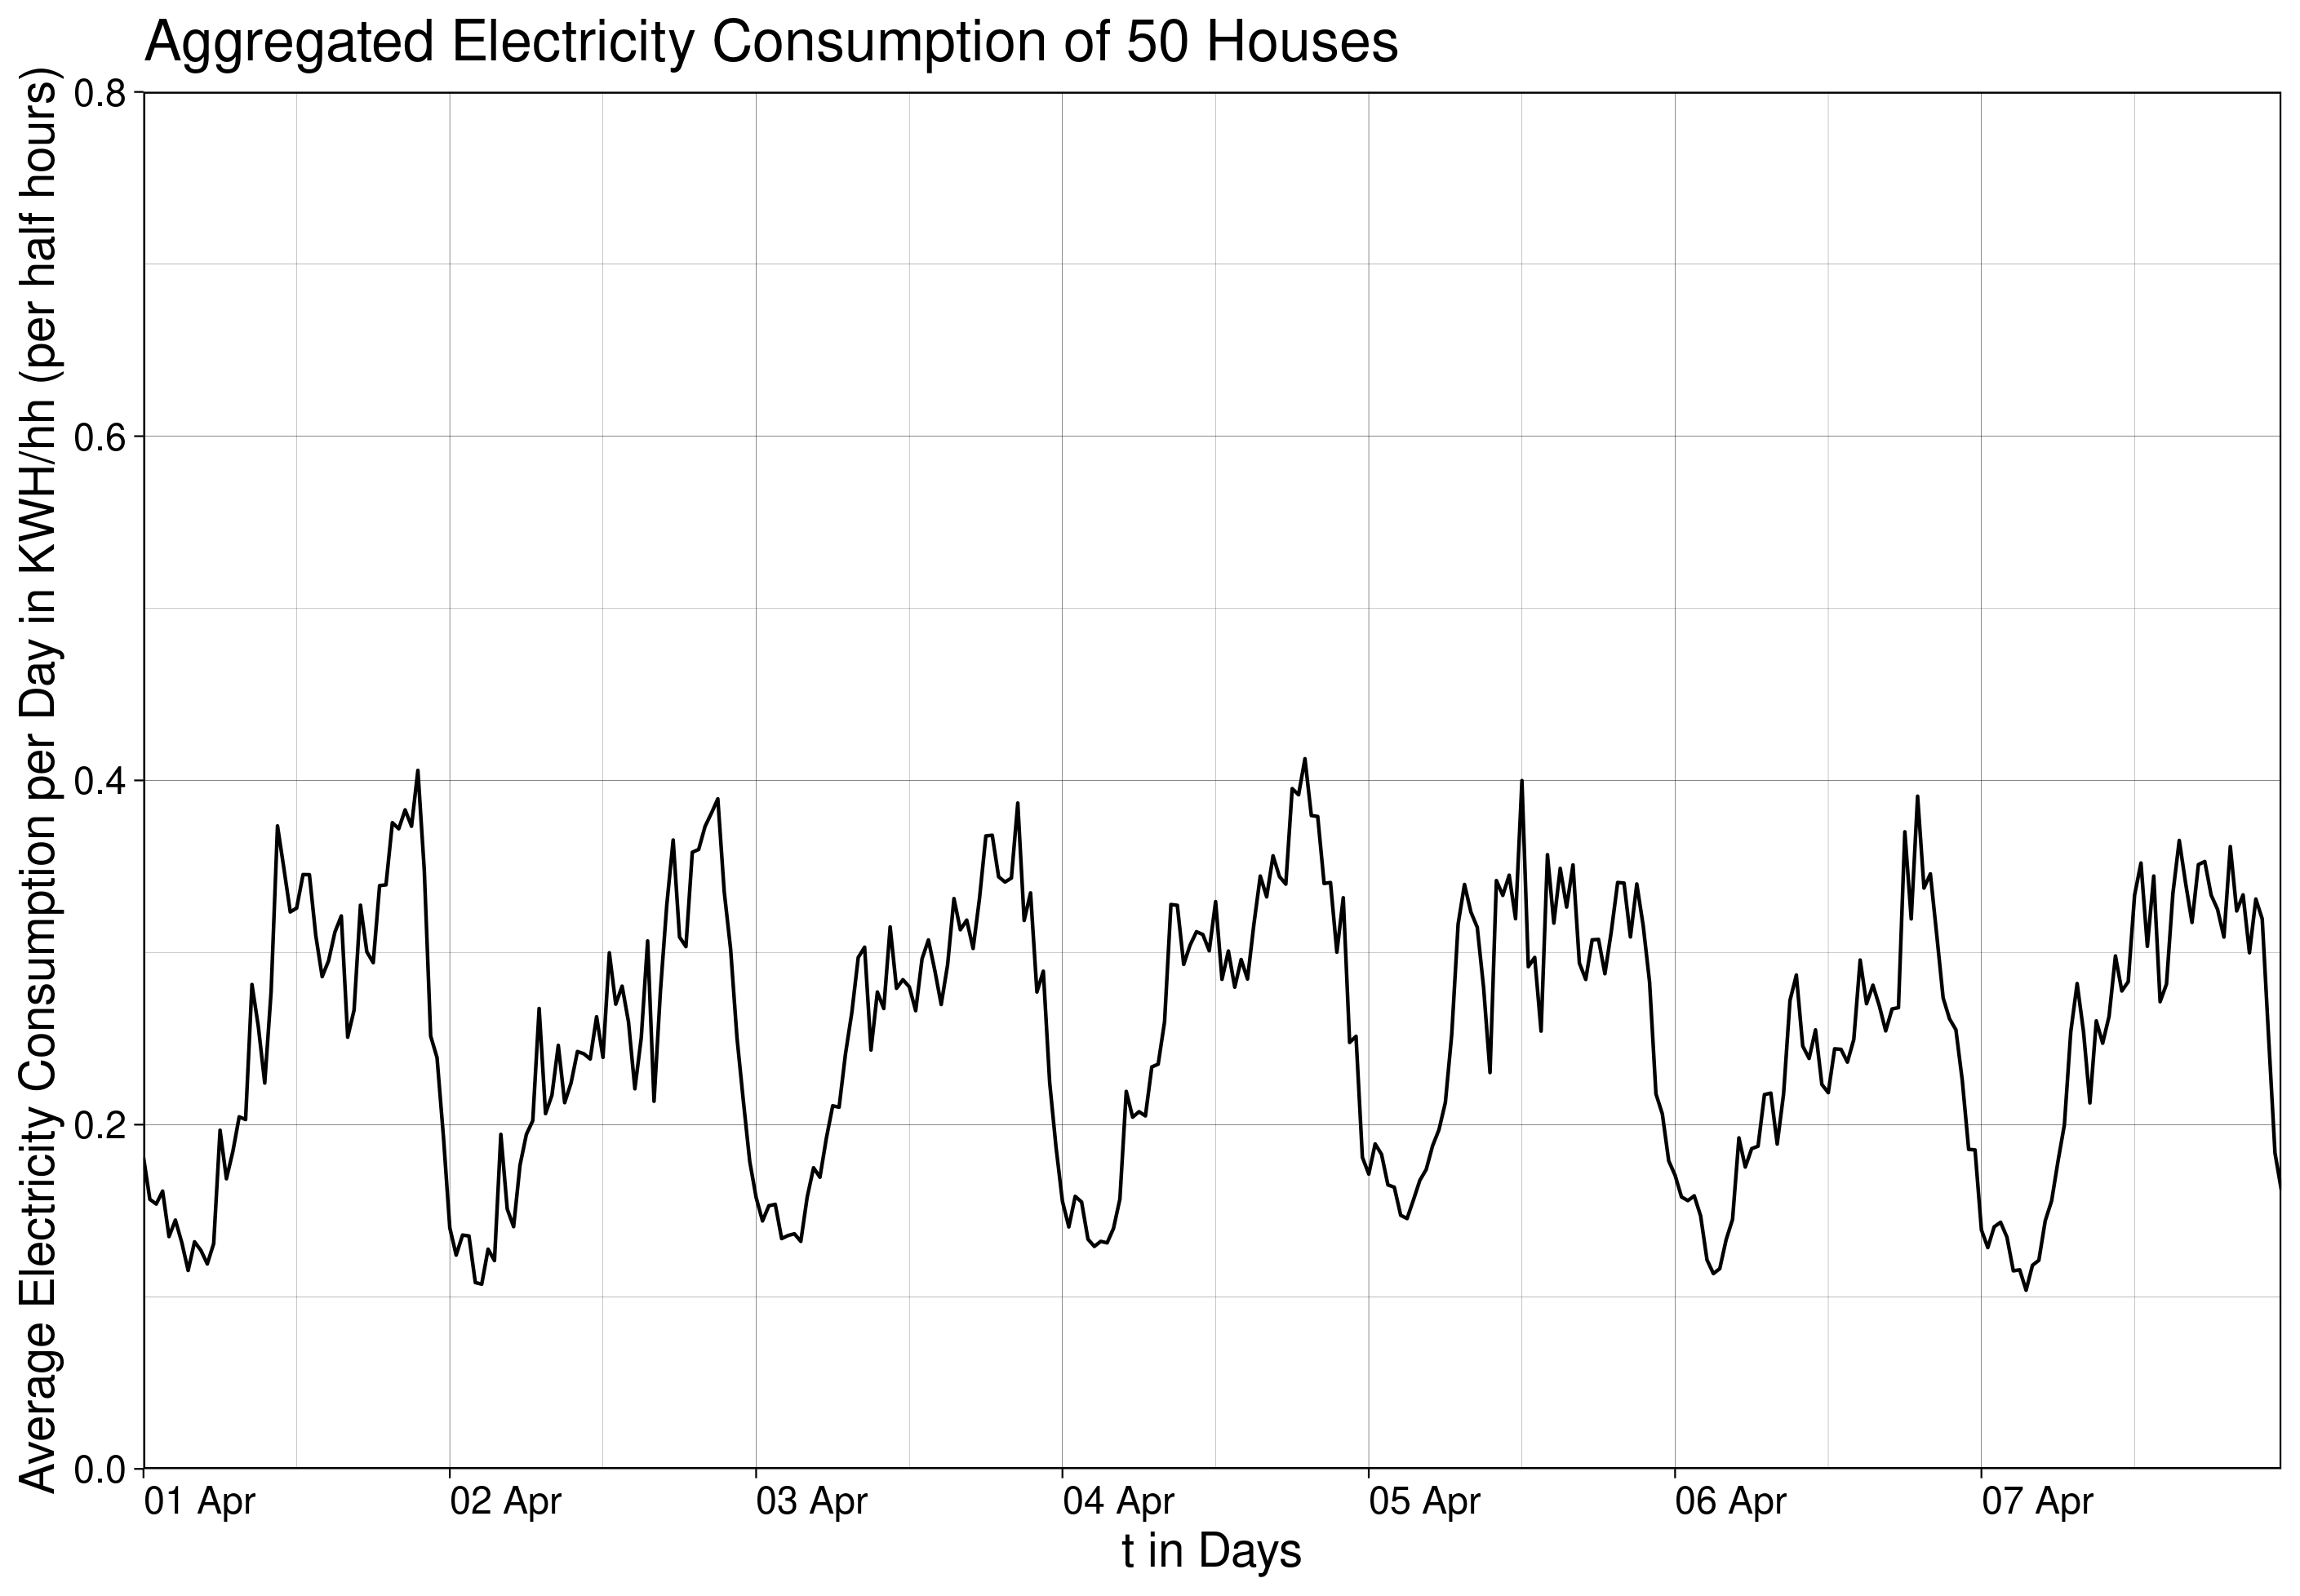 Aggregated Electricity Consumption of 50 Houses
Average Electricity Consumption per Day in KWH/hh (per half hours)
0.8
0.6
0.4
0.2
0.0
01 Apr 02 Apr 03 Apr 04 Apr 05 Apr 06 Apr 07 Apr
t in Days